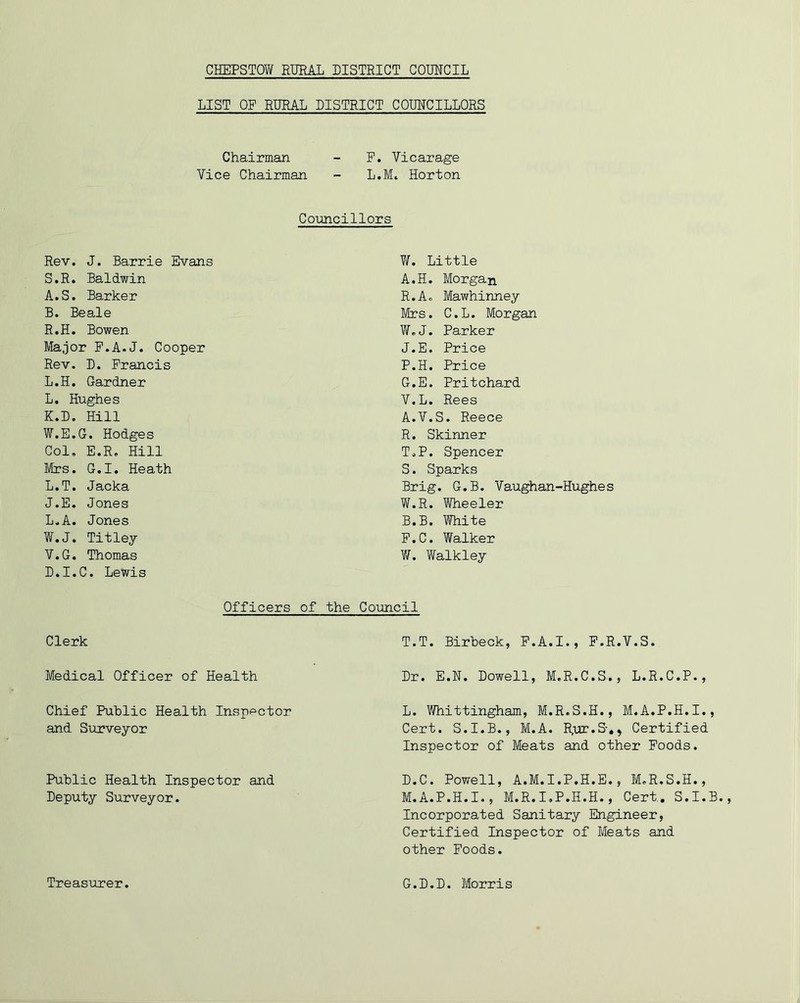 CHEPSTOW RURAL DISTRICT COUNCIL
LIST OF RURAL DISTRICT COUNCILLORS
Chairman - F. Vicarage
Vice Chairman - L.M. Horton
Councillors
Rev. J. Barrie Evans
S.R. Baldwin
A.S. Barker
B. Beale
R.H. Bowen
Major F.A.J. Cooper
Rev. D. Francis
L.H. Gardner
L. Hughes
K.D. Hill
W.E.G. Hodges
Col. E.R. Hill
Mrs. G.I. Heath
L.T. Jacka
J.E. Jones
L.A. Jones
W.J. Titley
V.G. Thomas
D.I.C. Lewis
W. Little
A.H. Morgan
R.A. Mawhinney
Mrs. C.L. Morgan
W.J. Parker
J.E. Price
P.H. Price
G.E. Pritchard
V.L. Rees
A.V.S. Reece
R. Skinner
T.P. Spencer
S. Sparks
Brig. G.B. Vaughan-Hughes
W.R. Wheeler
B.B. White
F.C. Walker
W. Walkley
Officers of the Council
Clerk T.T. Birbeck, F.A.I., F.R.V.S.
Medical Officer of Health Dr. E.N. Dowell, M.R.C.S., L.R.C.P.,
Chief Public Health Inspector L. Whittingham, M.R.S.H., M.A.P.H.I.,
and Surveyor Cert. S.I.B., M.A. Rur.S., Certified
Inspector of Meats and other Foods.
Public Health Inspector and D.C. Powell, A.M.I.P.H.E., M.R.S.H.,
Deputy Surveyor. M.A.P.H.I., M.R.I.P.H.H., Cert. S.I.B.,
Incorporated Sanitary Engineer,
Certified Inspector of Meats and
other Foods.
Treasurer. G.D.D. Morris